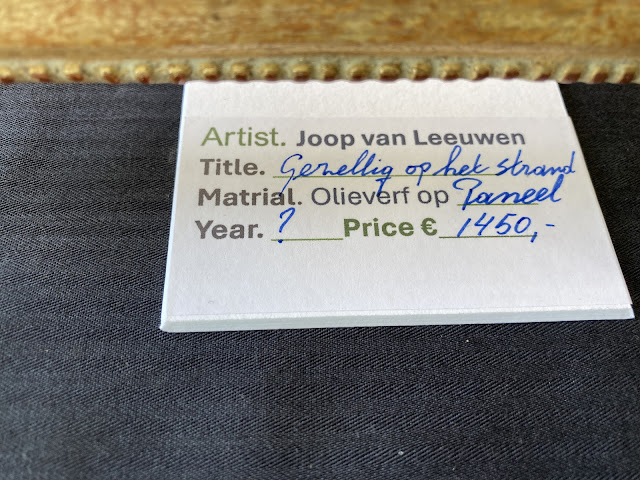 Artist. Joop van Leeuwen
Title. Gezellig op het strand
Matrial. Olieverf op Paneel
Year. ? Price € 1450,-